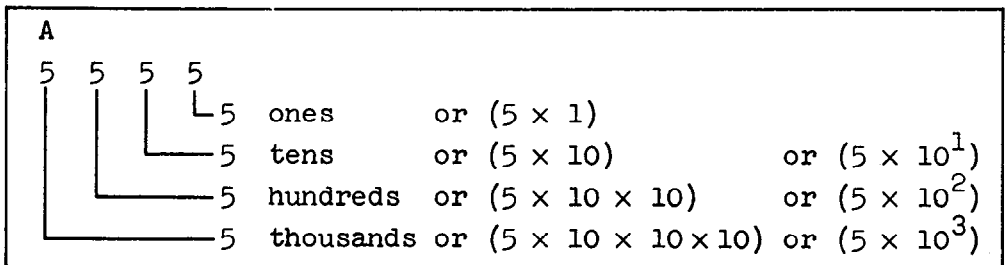 A
5 5 5 5
5 ones or (5 × 1)
5 tens or (5 × 10) or (5 × 10¹)
5 hundreds or (5 × 10 × 10) or (5 × 10²)
5 thousands or (5 × 10 × 10 × 10) or (5 × 10³)